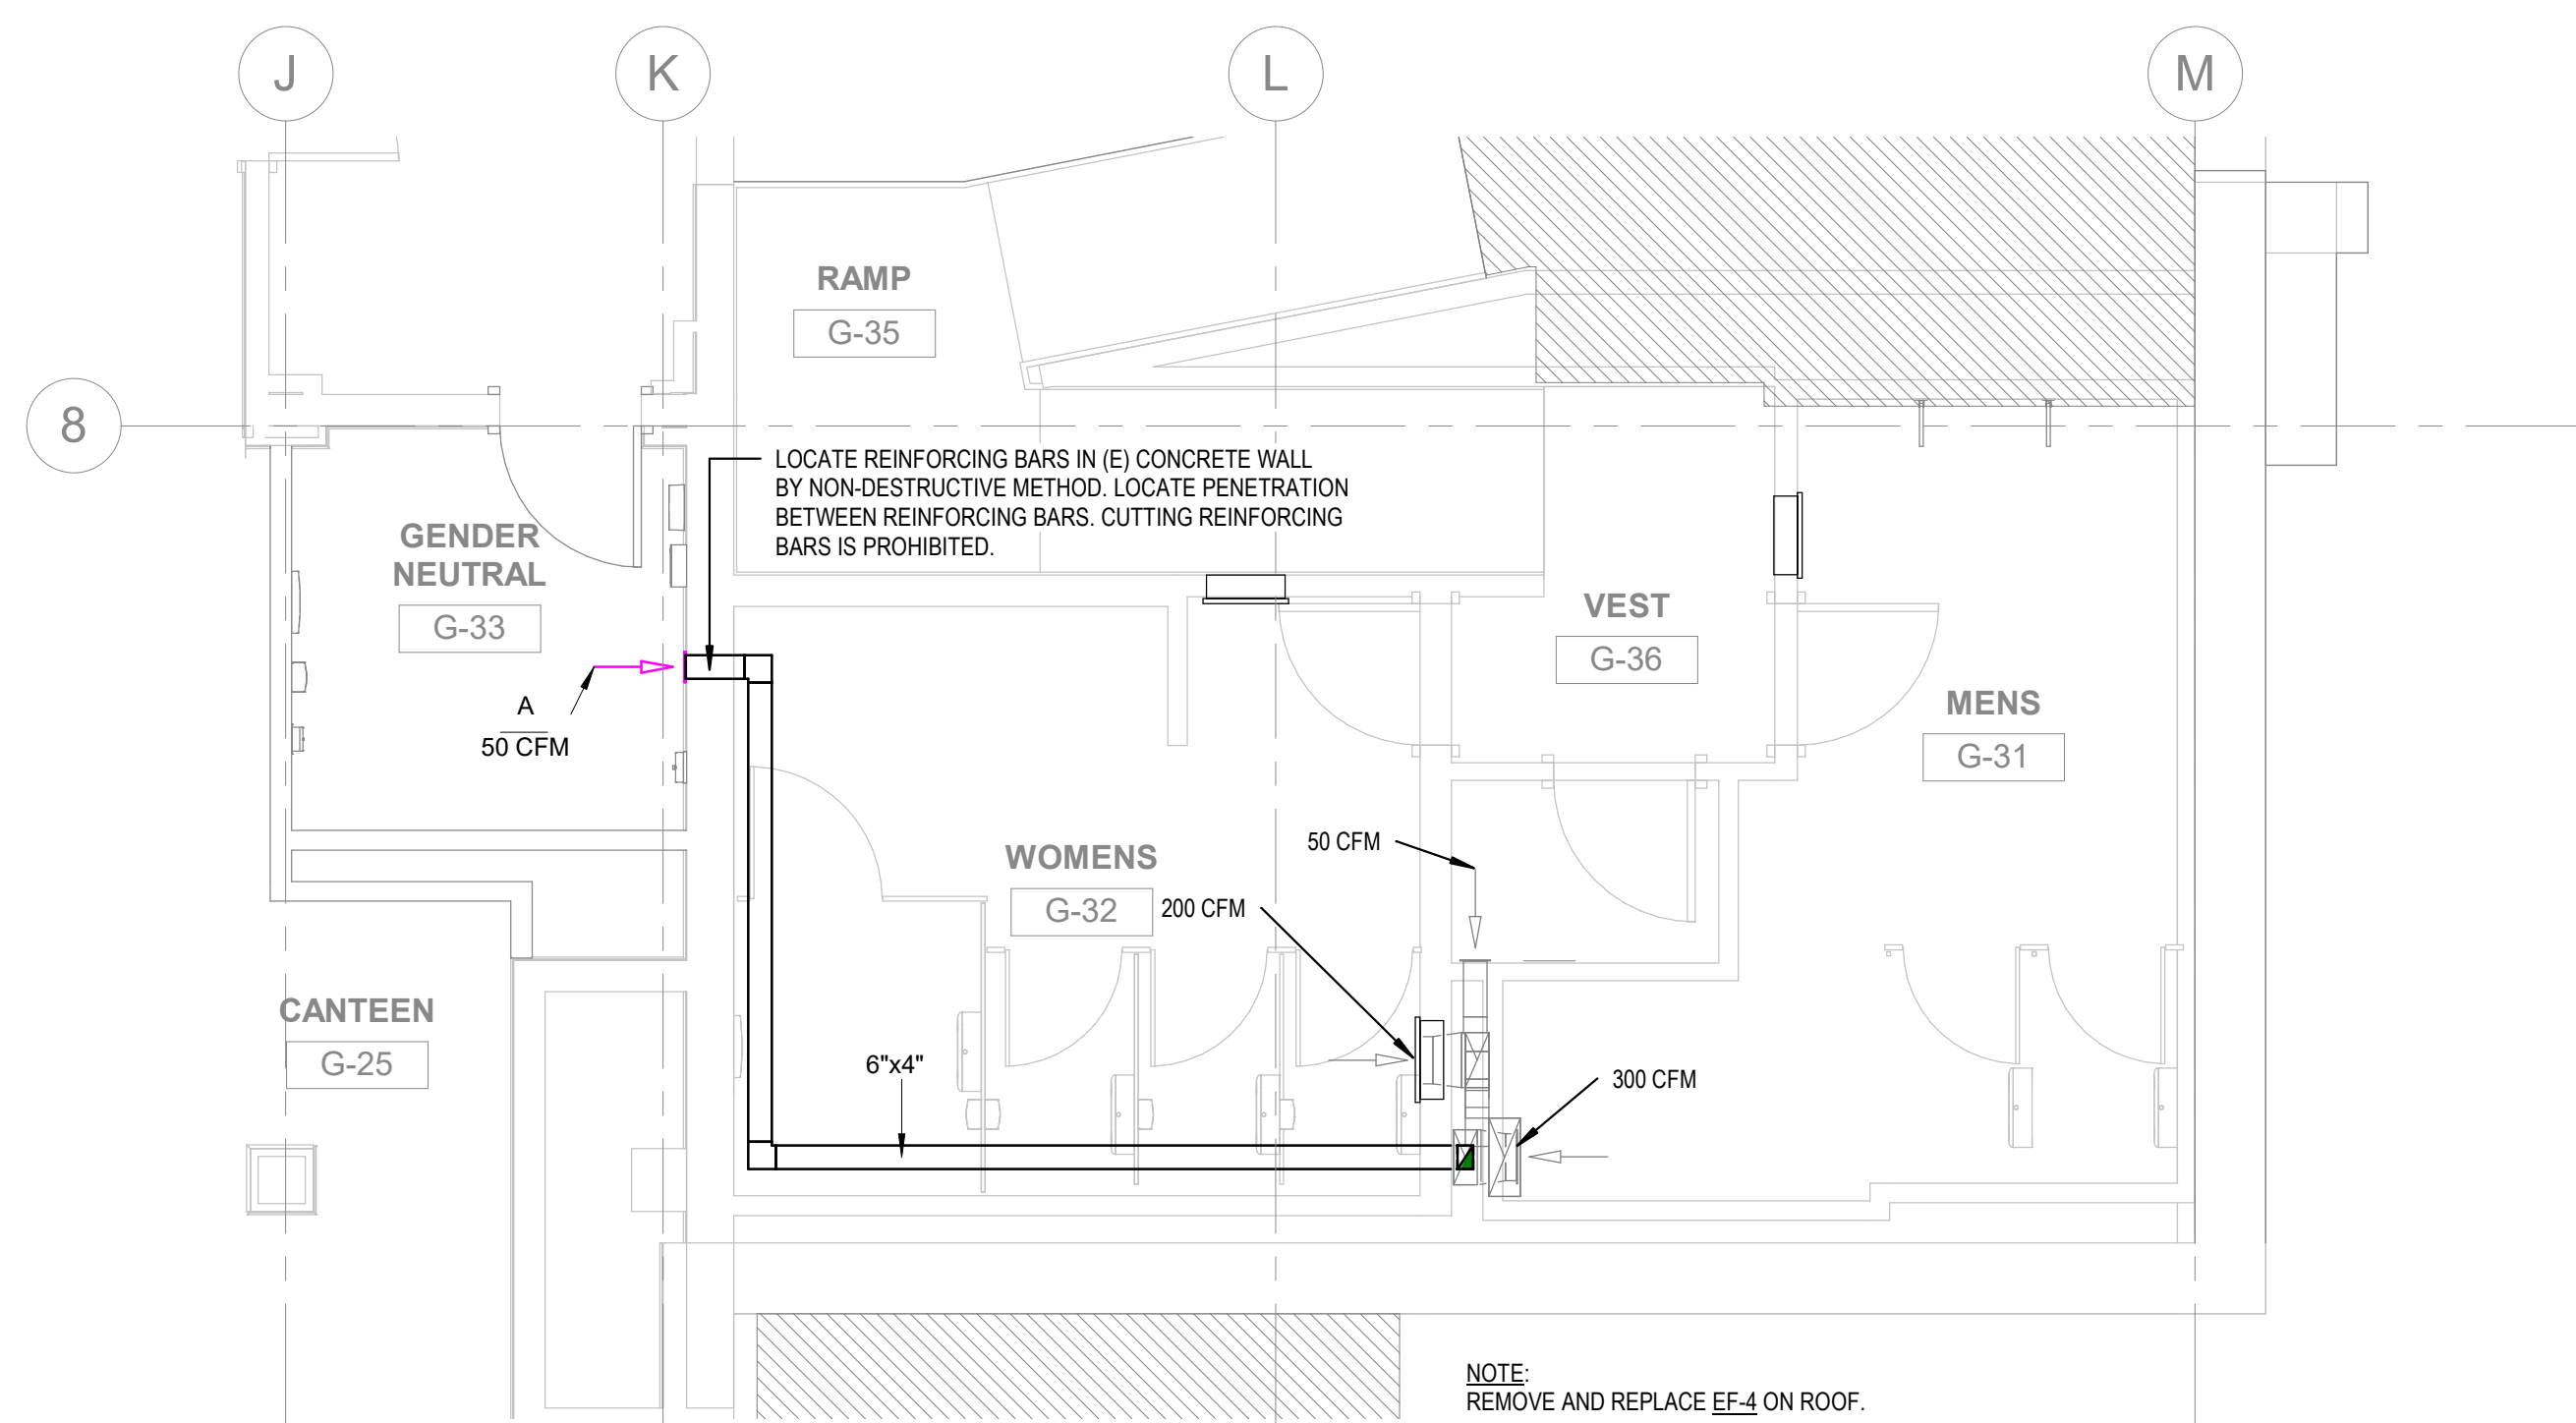 J
K
L
M
8
RAMP
G-35
LOCATE REINFORCING BARS IN (E) CONCRETE WALL
BY NON-DESTRUCTIVE METHOD. LOCATE PENETRATION
BETWEEN REINFORCING BARS. CUTTING REINFORCING
BARS IS PROHIBITED.
GENDER
NEUTRAL
G-33
VEST
G-36
A
50 CFM
MENS
G-31
WOMENS
G-32
50 CFM
200 CFM
CANTEEN
G-25
6"x4"
300 CFM
NOTE:
REMOVE AND REPLACE EF-4 ON ROOF.